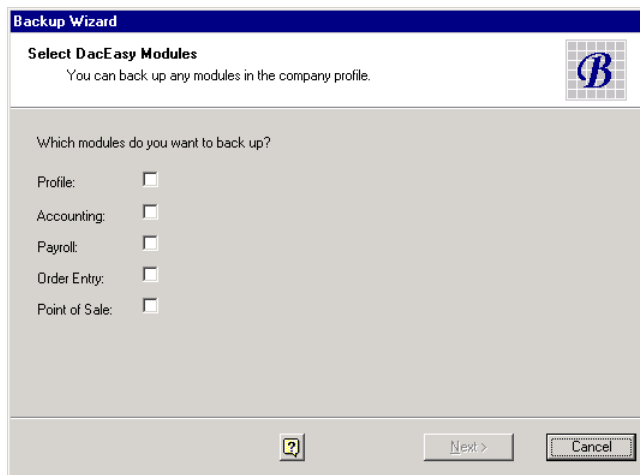 Backup Wizard
Select DacEasy Modules
You can back up any modules in the company profile.
B
Which modules do you want to back up?
Profile:
Accounting:
Payroll:
Order Entry:
Point of Sale:
?
Next >
Cancel